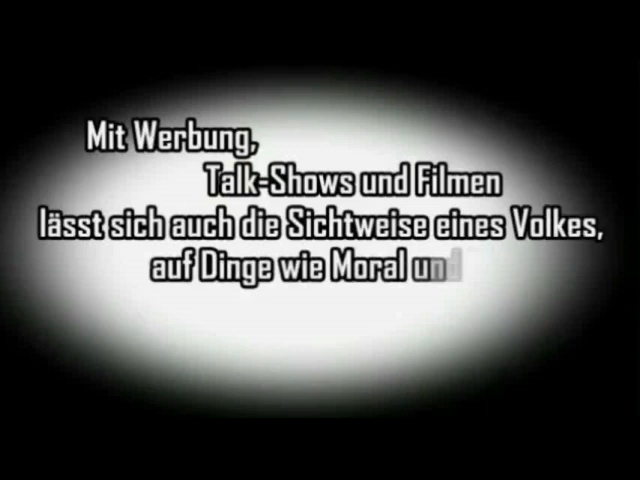 Mit Werbung,
Talk-Shows und Filmen
lässt sich auch die Sichtweise eines Volkes,
auf Dinge wie Moral und